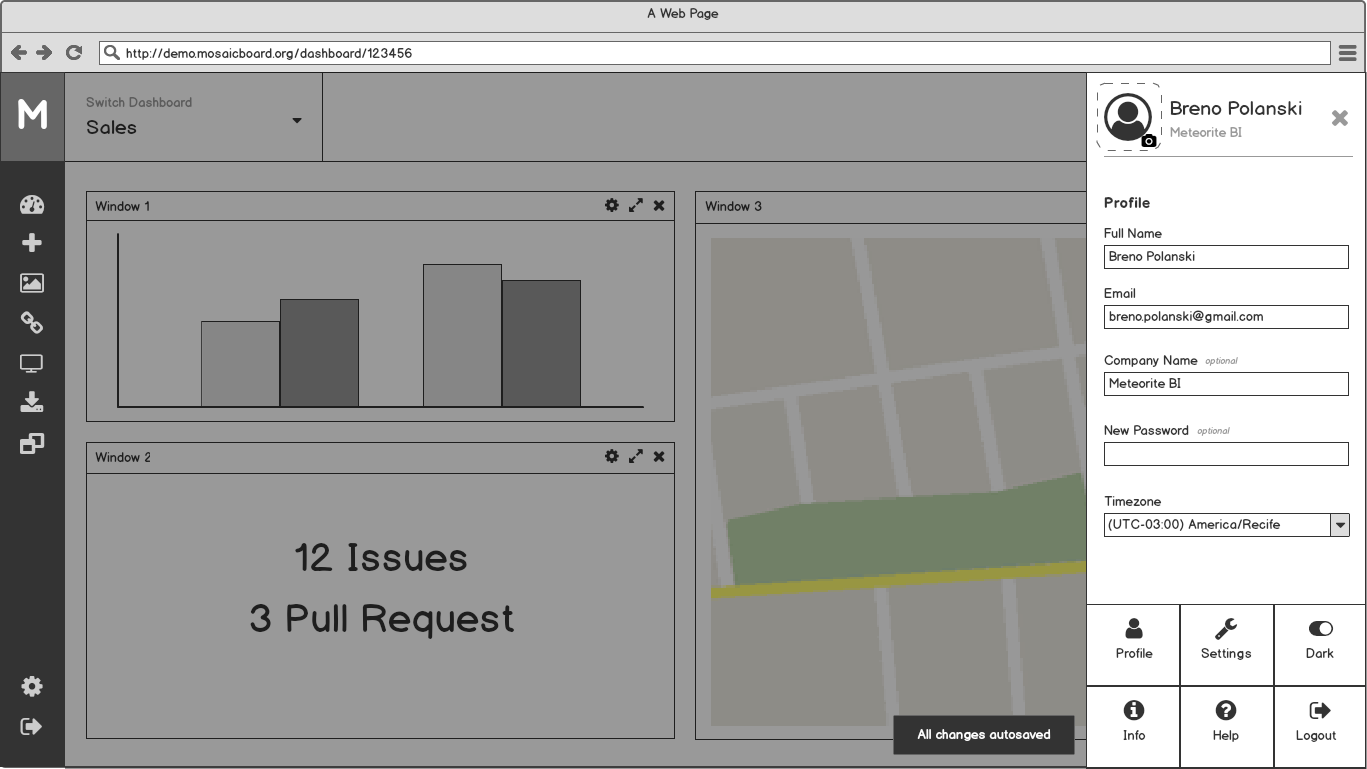 A Web Page
http://demo.mosaicboard.org/dashboard/123456
M
Switch Dashboard
Sales
Window 1
Window 2
12 Issues
3 Pull Request
Window 3
All changes autosaved
Breno Polanski
Meteorite BI
Profile
Full Name
Breno Polanski
Email
breno.polanski@gmail.com
Company Name optional
Meteorite BI
New Password optional
Timezone
(UTC-03:00) America/Recife
Profile
Settings
Dark
Info
Help
Logout